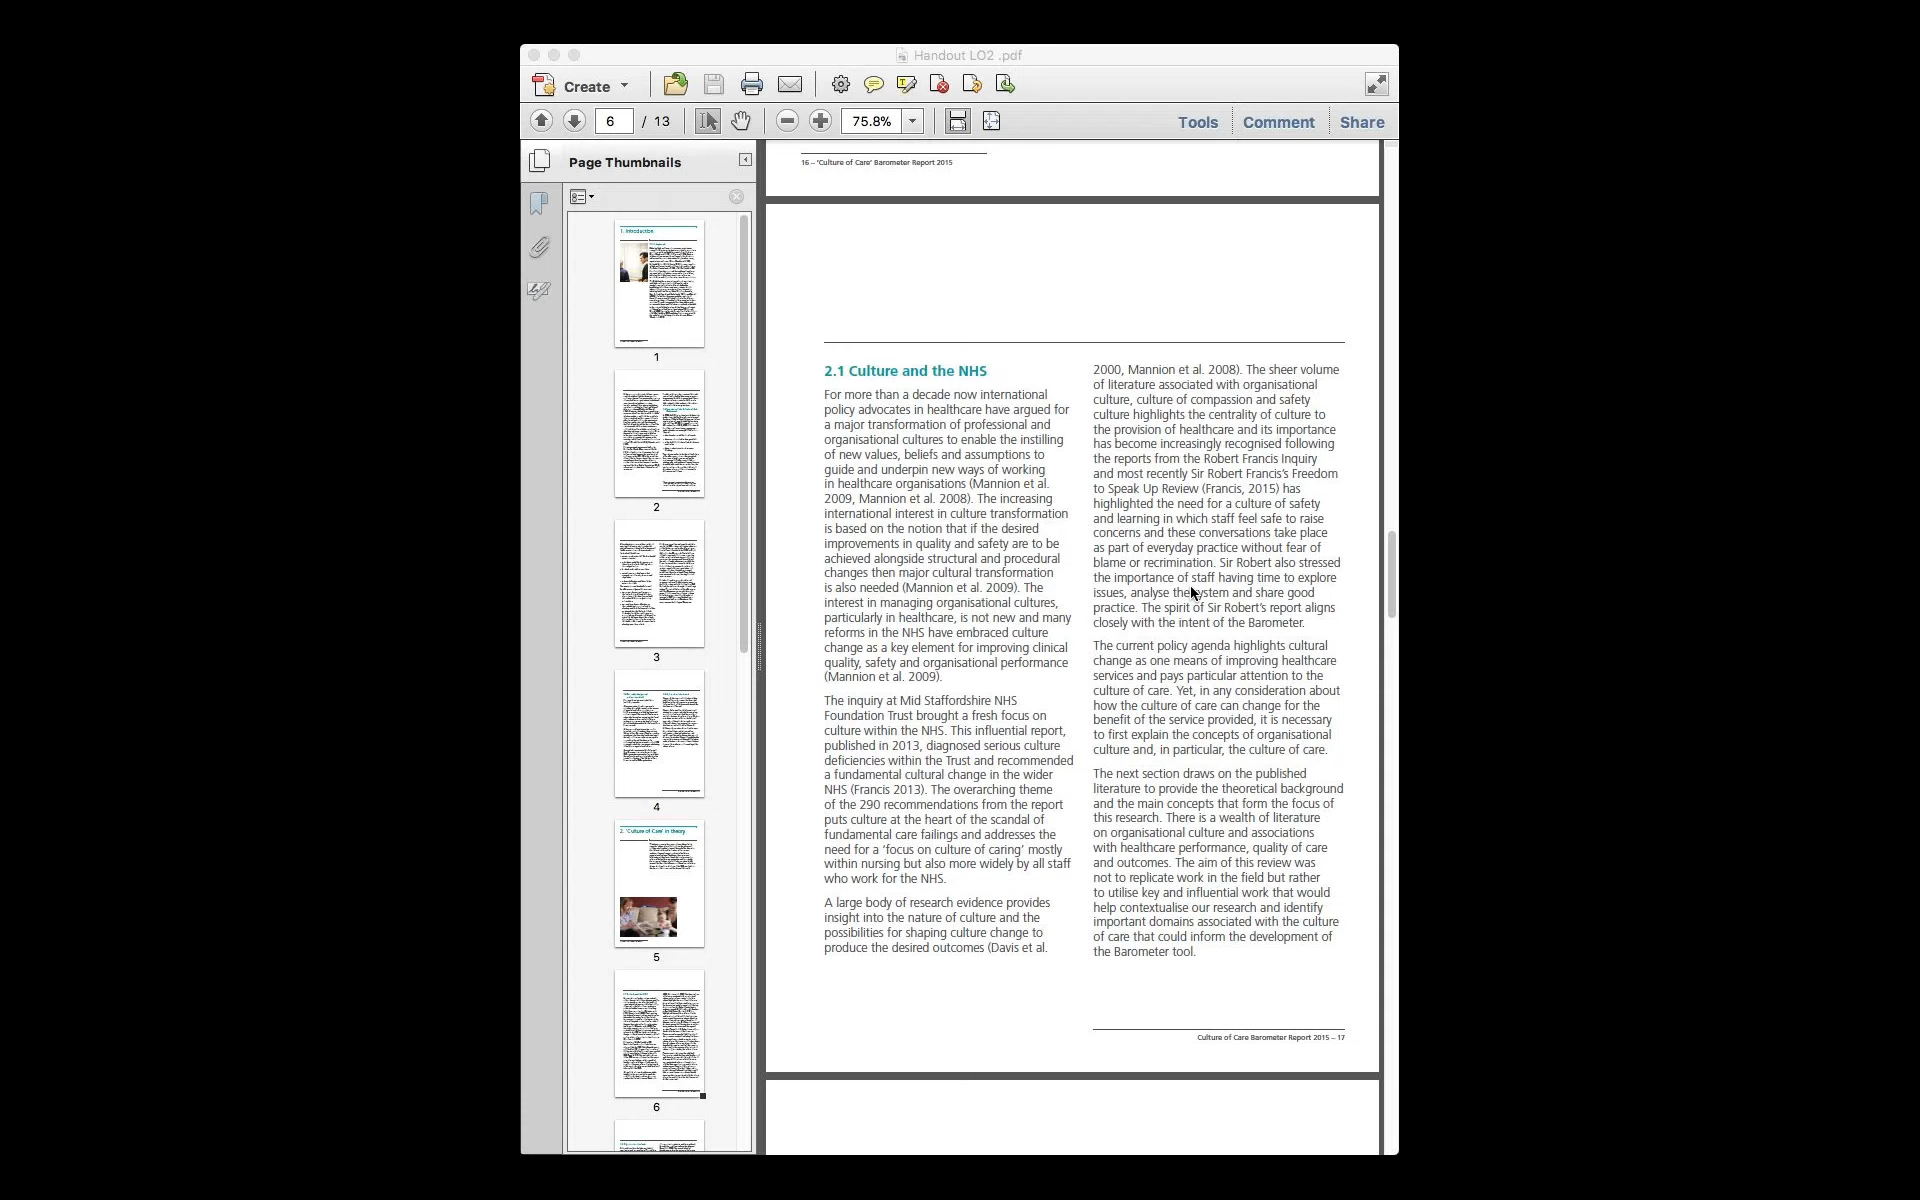 Handout LO2 .pdf
Create
6 / 13
75.8%
Tools
Comment
Share
Page Thumbnails
1. Introduction
1
2
3
4
2. 'Culture of Care' in theory
5
6
16 – 'Culture of Care' Barometer Report 2015
2.1 Culture and the NHS
For more than a decade now international
policy advocates in healthcare have argued for
a major transformation of professional and
organisational cultures to enable the instilling
of new values, beliefs and assumptions to
guide and underpin new ways of working
in healthcare organisations (Mannion et al.
2009, Mannion et al. 2008). The increasing
international interest in culture transformation
is based on the notion that if the desired
improvements in quality and safety are to be
achieved alongside structural and procedural
changes then major cultural transformation
is also needed (Mannion et al. 2009). The
interest in managing organisational cultures,
particularly in healthcare, is not new and many
reforms in the NHS have embraced culture
change as a key element for improving clinical
quality, safety and organisational performance
(Mannion et al. 2009).
The inquiry at Mid Staffordshire NHS
Foundation Trust brought a fresh focus on
culture within the NHS. This influential report,
published in 2013, diagnosed serious culture
deficiencies within the Trust and recommended
a fundamental cultural change in the wider
NHS (Francis 2013). The overarching theme
of the 290 recommendations from the report
puts culture at the heart of the scandal of
fundamental care failings and addresses the
need for a 'focus on culture of caring' mostly
within nursing but also more widely by all staff
who work for the NHS.
A large body of research evidence provides
insight into the nature of culture and the
possibilities for shaping culture change to
produce the desired outcomes (Davis et al.
2000, Mannion et al. 2008). The sheer volume
of literature associated with organisational
culture, culture of compassion and safety
culture highlights the centrality of culture to
the provision of healthcare and its importance
has become increasingly recognised following
the reports from the Robert Francis Inquiry
and most recently Sir Robert Francis's Freedom
to Speak Up Review (Francis, 2015) has
highlighted the need for a culture of safety
and learning in which staff feel safe to raise
concerns and these conversations take place
as part of everyday practice without fear of
blame or recrimination. Sir Robert also stressed
the importance of staff having time to explore
issues, analyse the system and share good
practice. The spirit of Sir Robert's report aligns
closely with the intent of the Barometer.
The current policy agenda highlights cultural
change as one means of improving healthcare
services and pays particular attention to the
culture of care. Yet, in any consideration about
how the culture of care can change for the
benefit of the service provided, it is necessary
to first explain the concepts of organisational
culture and, in particular, the culture of care.
The next section draws on the published
literature to provide the theoretical background
and the main concepts that form the focus of
this research. There is a wealth of literature
on organisational culture and associations
with healthcare performance, quality of care
and outcomes. The aim of this review was
not to replicate work in the field but rather
to utilise key and influential work that would
help contextualise our research and identify
important domains associated with the culture
of care that could inform the development of
the Barometer tool.
Culture of Care Barometer Report 2015 – 17